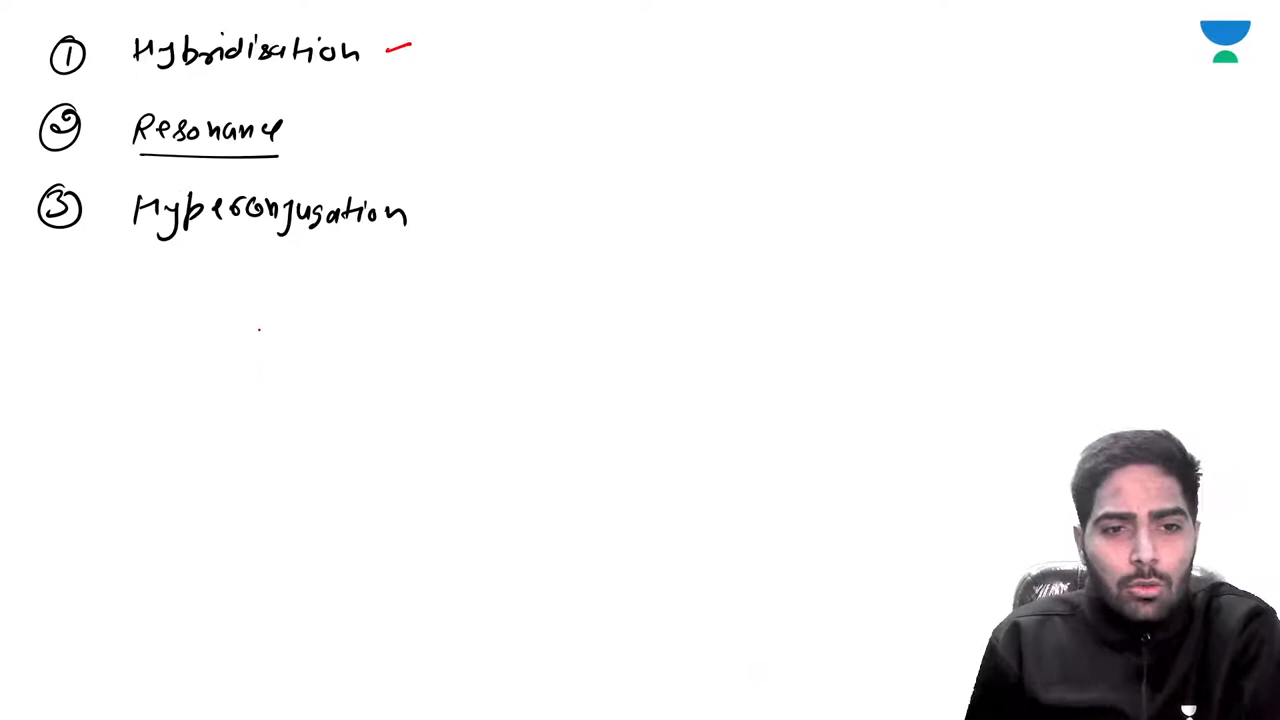 ① Hybridisation
② Resonance
③ Hyperconjugation